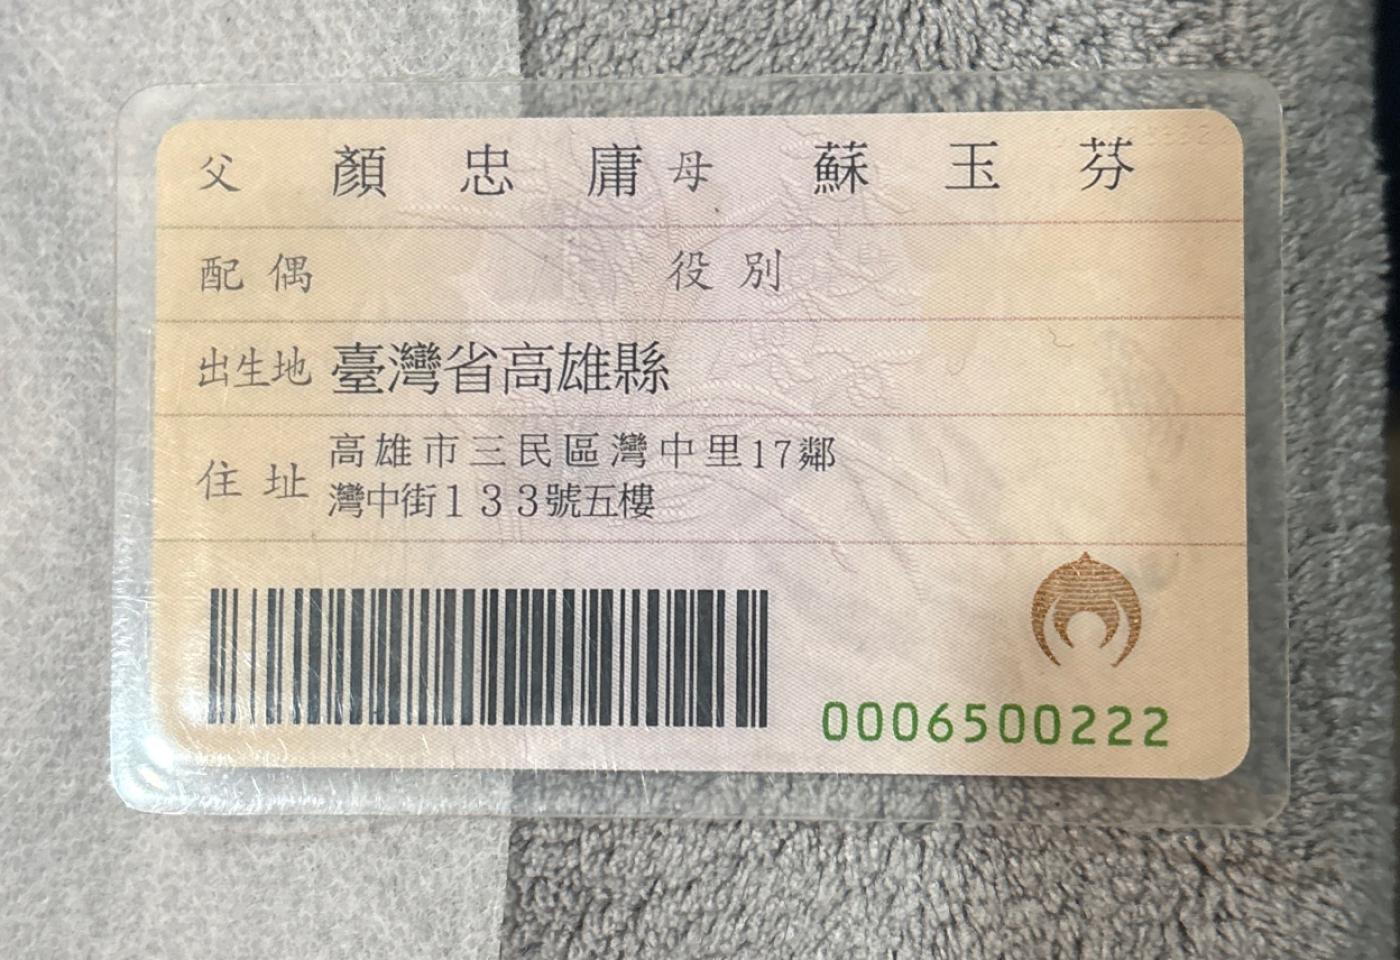 父 顏忠庸 母 蘇玉芬
配偶 役別
出生地 臺灣省高雄縣
住址 高雄市三民區灣中里17鄰
灣中街133號五樓
0006500222